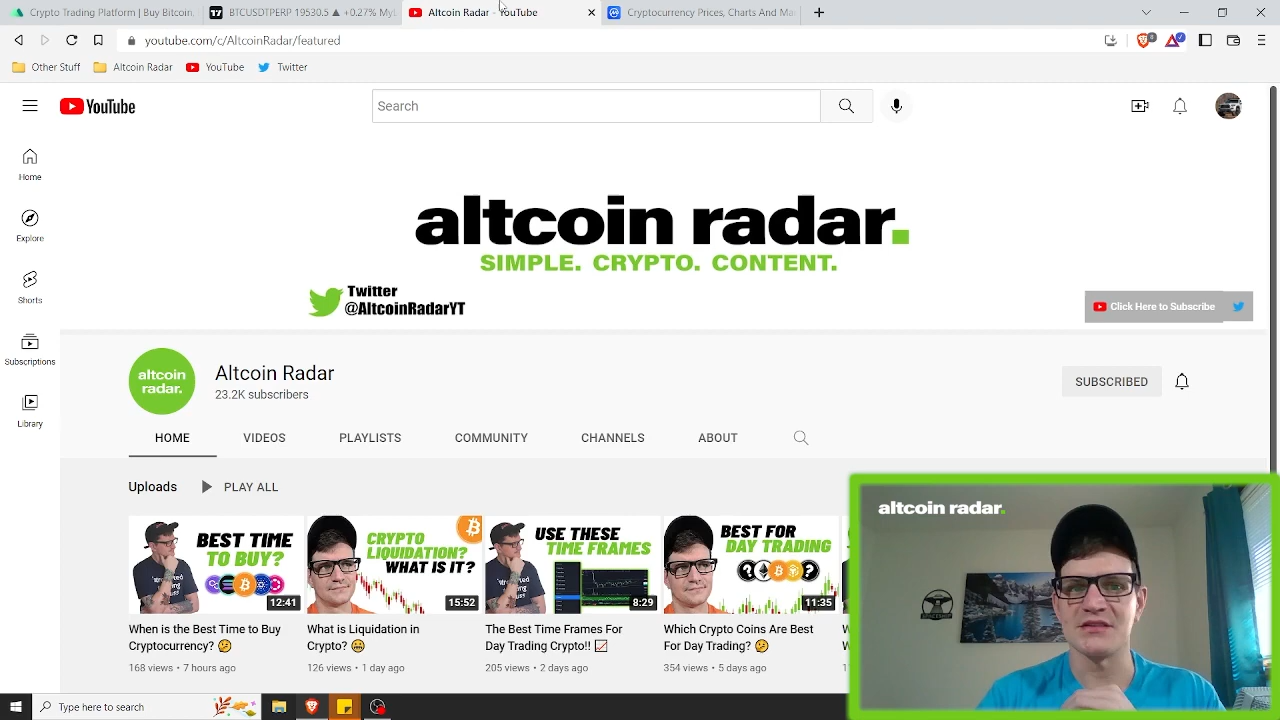 Crypto Trading Platform | Buy Bitcoin,
BTCUSDTPERP 19530.5 ▲ +0.27%
Altcoin Radar - YouTube
Cryptocurrency Prices, Charts And Ma
youtube.com/c/AltcoinRadar/featured
8
Other Stuff
Altcoin Radar
YouTube
Twitter
YouTube
Search
Home
Explore
Shorts
Subscriptions
Library
altcoin radar.
SIMPLE. CRYPTO. CONTENT.
Twitter
@AltcoinRadarYT
Click Here to Subscribe
altcoin
radar.
Altcoin Radar
23.2K subscribers
SUBSCRIBED
HOME VIDEOS PLAYLISTS COMMUNITY CHANNELS ABOUT
Uploads PLAY ALL
BEST TIME
TO BUY?
12:41
CRYPTO
LIQUIDATION?
WHAT IS IT?
15:52
USE THESE
TIME FRAMES
8:29
BEST FOR
DAY TRADING
11:35
When is the Best Time to Buy
Cryptocurrency? 🤔
168 views • 7 hours ago
What is Liquidation in
Crypto? 😁
126 views • 1 day ago
The Best Time Frames For
Day Trading Crypto!! 📈
205 views • 2 days ago
Which Crypto Coins Are Best
For Day Trading? 🤔
354 views • 5 days ago
altcoin radar.
Type here to search